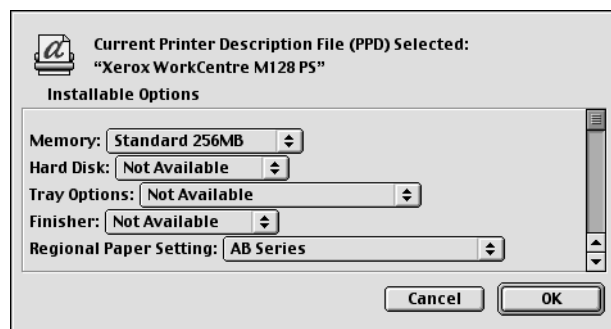 Current Printer Description File (PPD) Selected:
“Xerox WorkCentre M128 PS”
Installable Options
Memory: Standard 256MB
Hard Disk: Not Available
Tray Options: Not Available
Finisher: Not Available
Regional Paper Setting: AB Series
Cancel OK